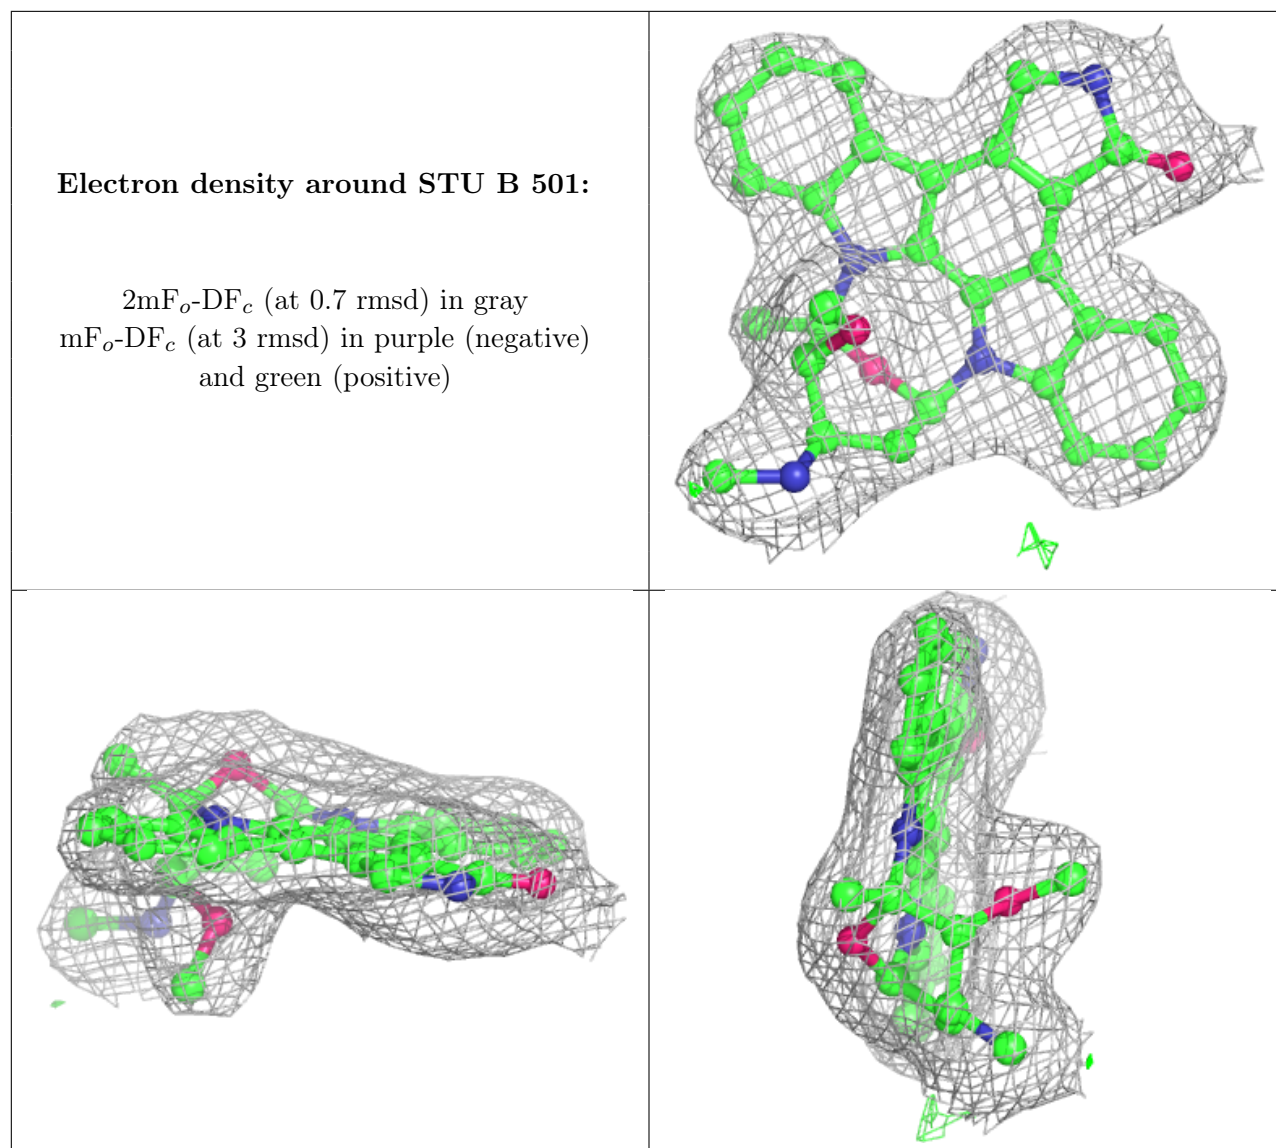 Electron density around STU B 501:
2mFo-DFc (at 0.7 rmsd) in gray
mFo-DFc (at 3 rmsd) in purple (negative)
and green (positive)